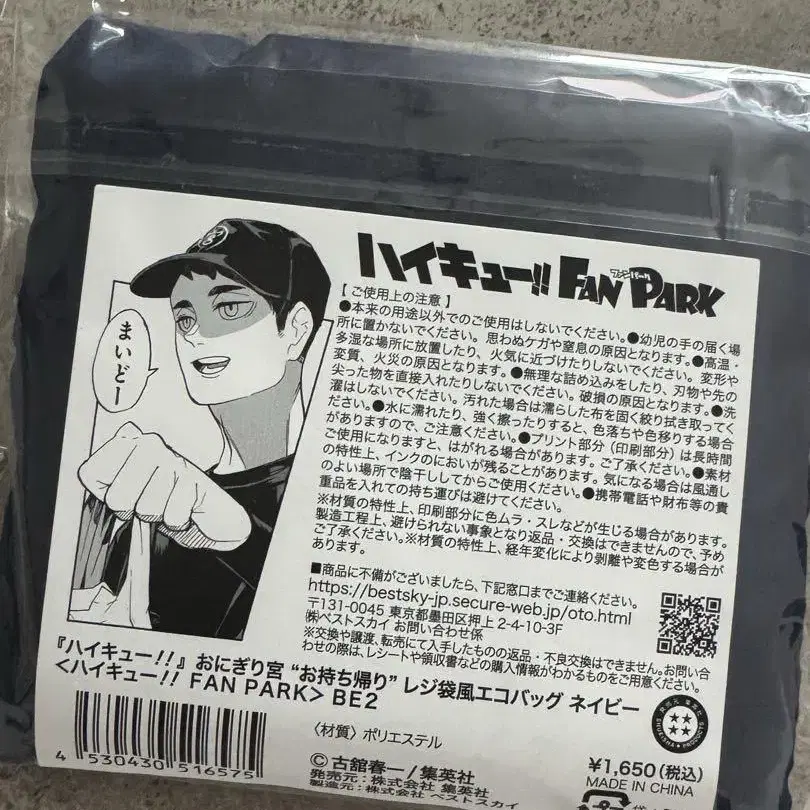 まいどー
ハイキュー!! FAN PARK
ファンパーク
【 ご使用上の注意 】
●本来の用途以外でのご使用はしないでください。●幼児の手の届く場
所に置かないでください。思わぬケガや窒息の原因となります。●高温・
多湿な場所に放置したり、火気に近づけたりしないでください。変形や
変質、火災の原因となります。●無理な詰め込みをしたり、刃物や先の
尖った物を直接入れたりしないでください。破損の原因となります。●洗
濯はしないでください。汚れた場合は濡らした布を固く絞り拭き取ってく
ださい。●水に濡れたり、強く擦ったりすると、色落ちや色移りする場合
がありますので、ご注意ください。●プリント部分（印刷部分）は長時間
ご使用になりますと、はがれる場合があります。ご了承ください。●素材
の特性上、インクのにおいが残ることがあります。気になる場合は風通し
のよい場所で陰干ししてからご使用ください。●携帯電話や財布等の貴
重品を入れての持ち運びは避けてください。
※材質の特性上、印刷部分に色ムラ・スレなどが生じる場合があります。
製造工程上、避けられない事象となり返品・交換はできませんので、予め
ご了承ください。※材質の特性上、経年変化により剥離や変色する場合が
あります。
■商品に不備がございましたら、下記窓口までご連絡ください。
https://bestsky-jp.secure-web.jp/oto.html
〒131-0045 東京都墨田区押上 2-4-10-3F
㈱ベストスカイ お問い合わせ係
※交換や譲渡、転売にて入手したものの返品・不良交換はできません。お問い合
わせの際は、レシートや領収書などの購入情報がわかるものをご用意ください。
『ハイキュー!!』おにぎり宮 “お持ち帰り” レジ袋風エコバッグ ネイビー
<ハイキュー!! FAN PARK> BE2
4 530430 516575
〈材質〉ポリエステル
©古舘春一/集英社
発売元：株式会社 集英社
製造元：株式会社 ベストスカイ
¥1,650(税込)
MADE IN CHINA